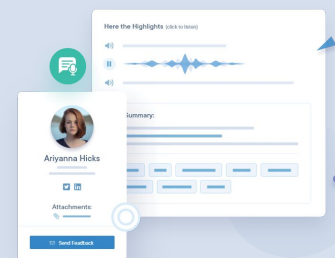 Here the Highlights (click to listen)
Summary:
Ariyanna Hicks
Attachments:
Send Feedback